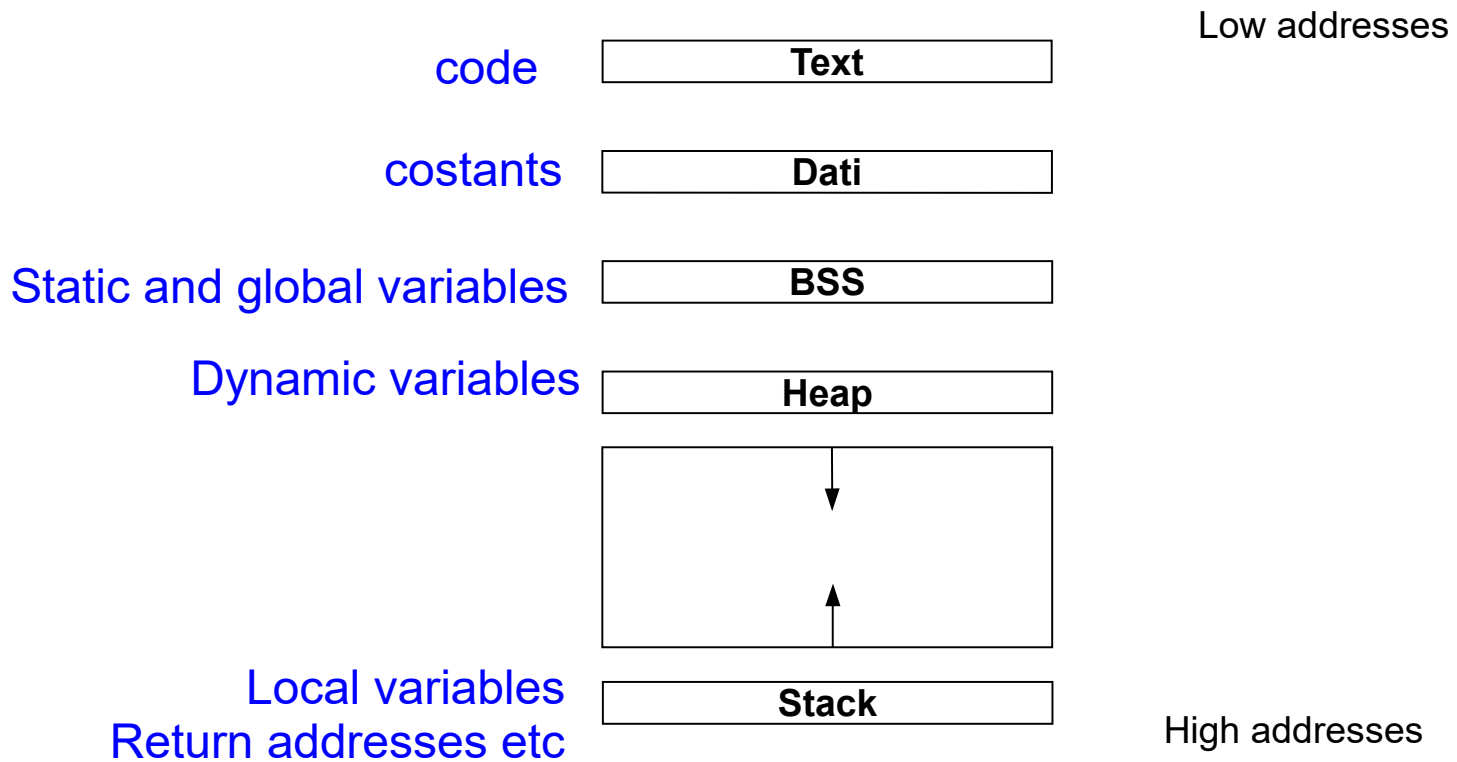 Low addresses
code
Text
costants
Dati
Static and global variables
BSS
Dynamic variables
Heap
Local variables
Return addresses etc
Stack
High addresses